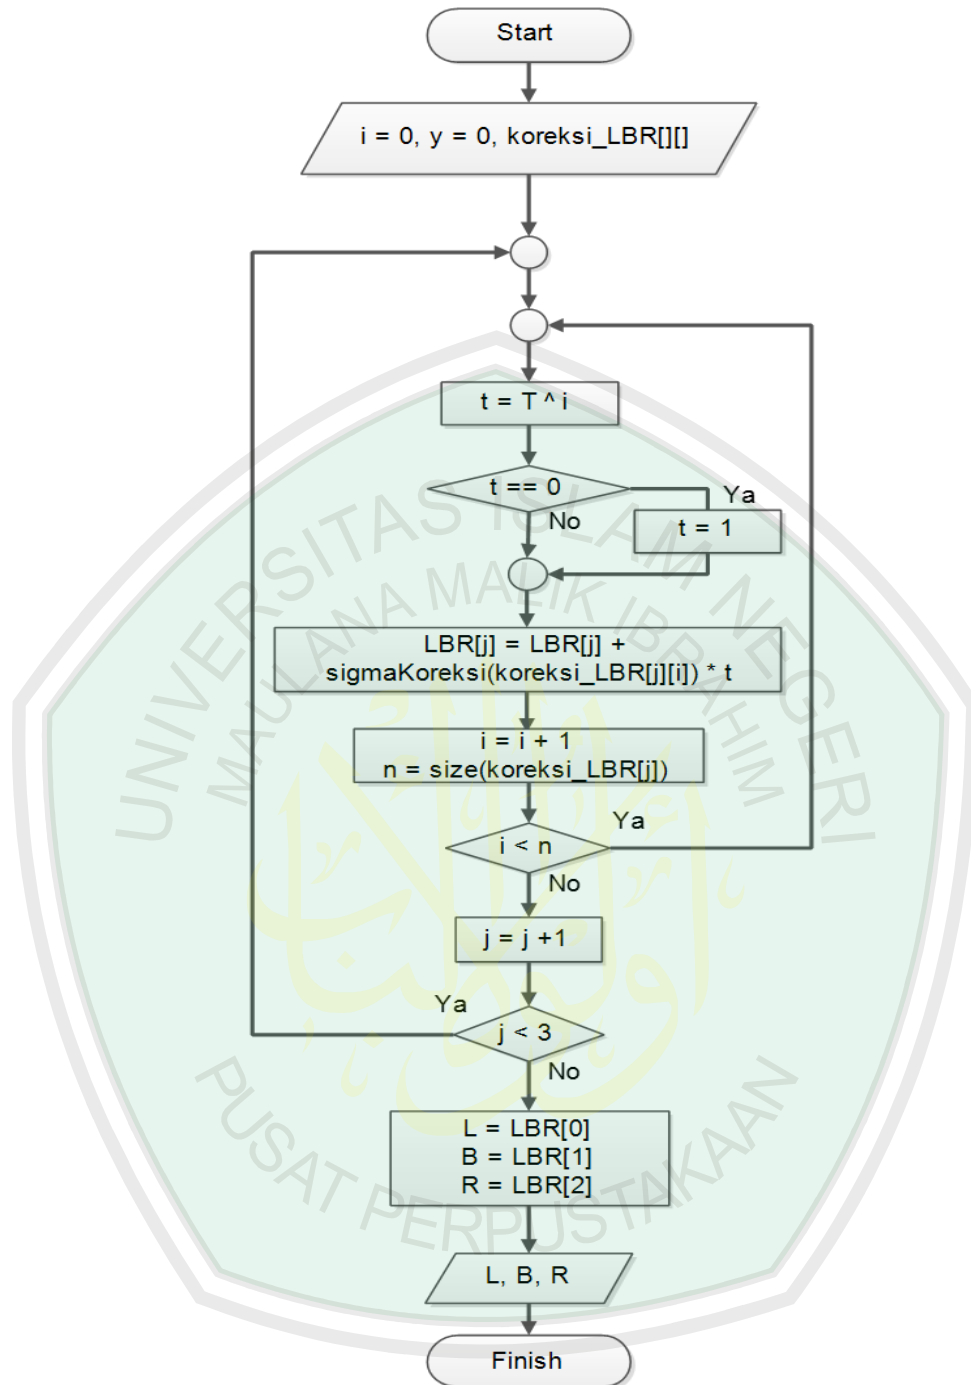 Start
i = 0, y = 0, koreksi_LBR[][]
t = T ^ i
t == 0
Ya
No
t = 1
LBR[j] = LBR[j] +
sigmaKoreksi(koreksi_LBR[j][i]) * t
i = i + 1
n = size(koreksi_LBR[j])
i < n
Ya
No
j = j +1
Ya
j < 3
No
L = LBR[0]
B = LBR[1]
R = LBR[2]
L, B, R
Finish
UNIVERSITAS ISLAM NEGERI
MAULANA MALIK IBRAHIM
PUSAT PERPUSTAKAAN